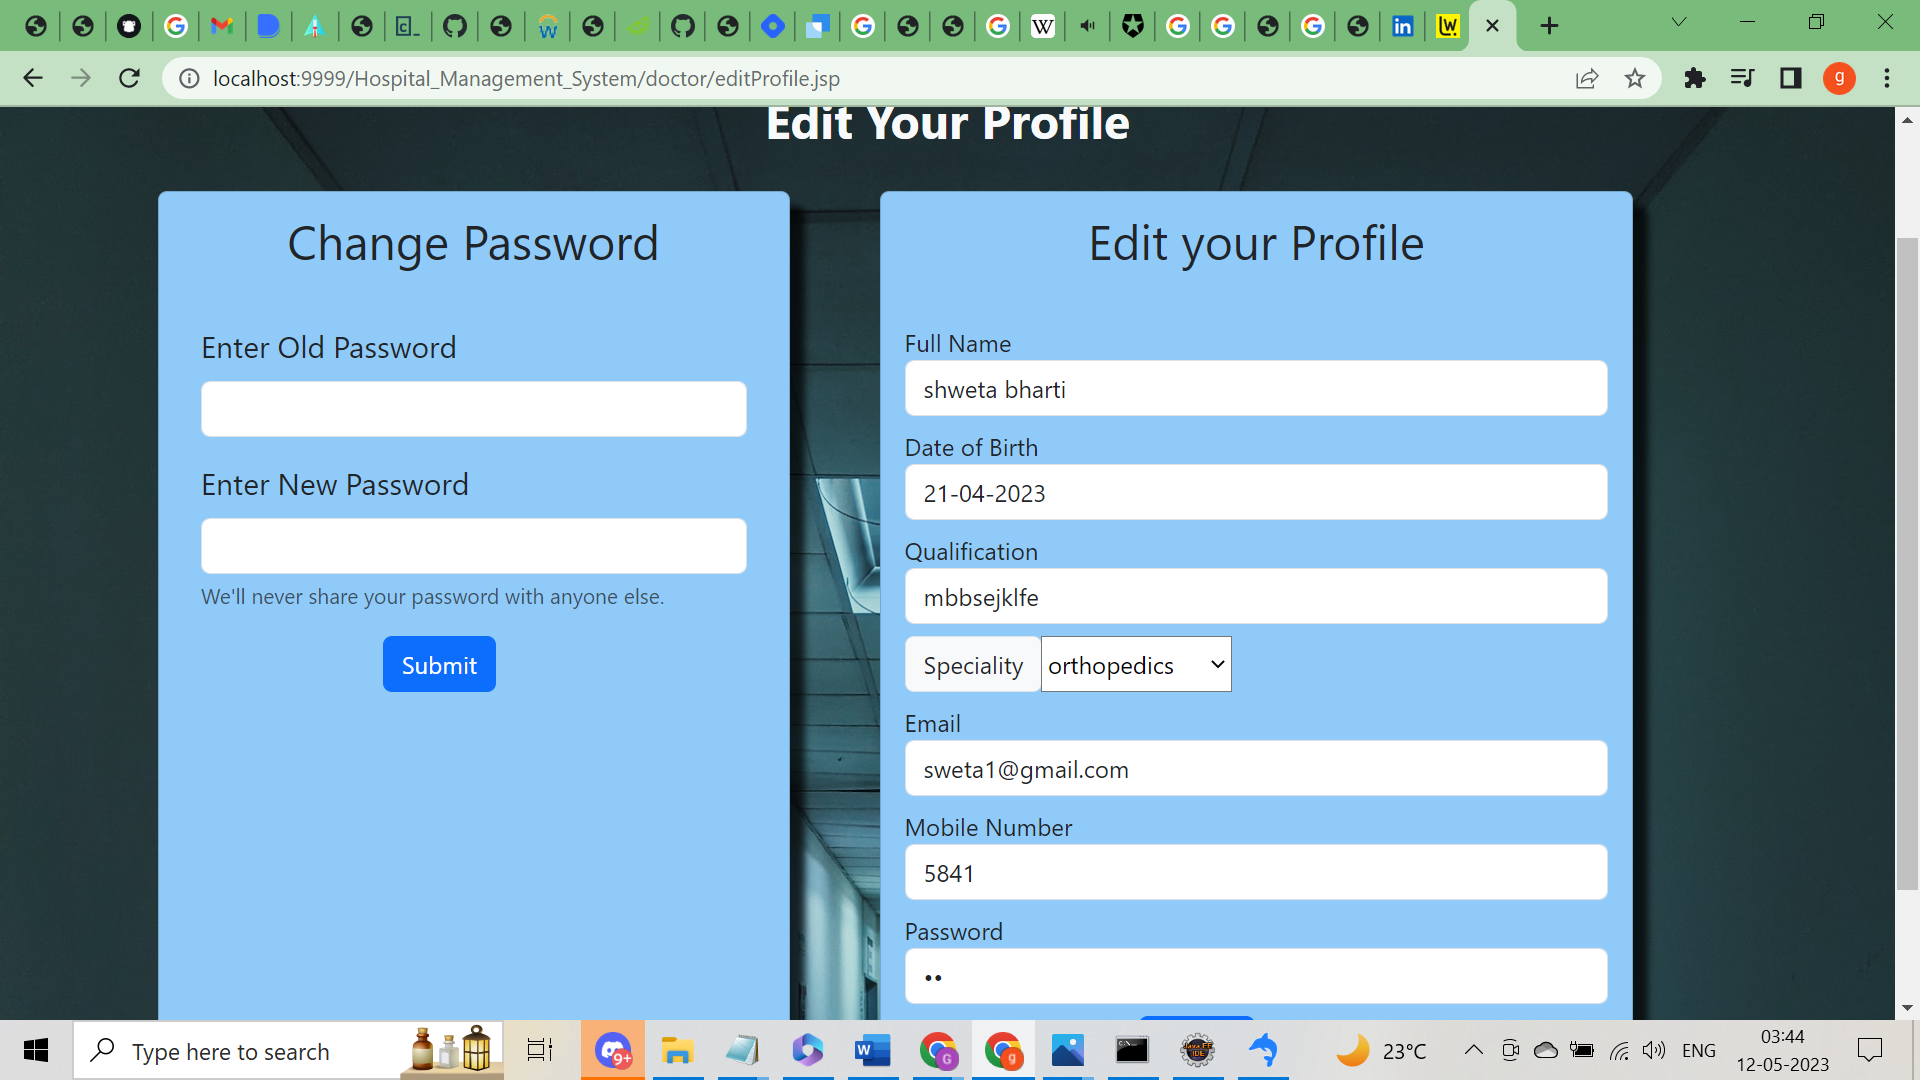 localhost:9999/Hospital_Management_System/doctor/editProfile.jsp
g
Edit Your Profile
Change Password
Enter Old Password
Enter New Password
We'll never share your password with anyone else.
Submit
Edit your Profile
Full Name
shweta bharti
Date of Birth
21-04-2023
Qualification
mbbsejklfe
Speciality orthopedics
Email
sweta1@gmail.com
Mobile Number
5841
Password
••
Type here to search
9+
W
G
g
23°C
ENG
03:44
12-05-2023